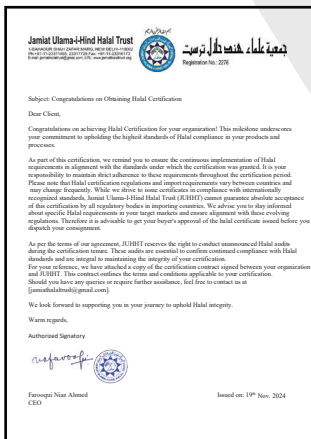 Jamiat Ulama-i-Hind Halal Trust
1-BAHADUR SHAH ZAFAR MARG, NEW DELHI-110002
جمعية علماء هند حلال ترست
Registration No.: 2276
Subject: Congratulations on Obtaining Halal Certification
Dear Client,
Congratulations on achieving Halal Certification for your organization! This milestone underscores
your commitment to upholding the highest standards of Halal compliance in your products and
processes.
As part of this certification, we remind you to ensure the continuous implementation of Halal
requirements in alignment with the standards under which the certification was granted. It is your
responsibility to maintain strict adherence to these requirements throughout the certification period.
Please note that Halal certification regulations and import requirements vary between countries and
may change frequently. While we strive to issue certificates in compliance with internationally
recognized standards, Jamiat Ulama-I-Hind Halal Trust (JUHHT) cannot guarantee absolute acceptance
of this certification by all regulatory bodies in importing countries. We advise you to stay informed
about specific Halal requirements in your target markets and ensure alignment with these evolving
regulations. Therefore it is advisable to get your buyer's approval of the halal certificate issued before you
dispatch your consignment.
As per the terms of our agreement, JUHHT reserves the right to conduct unannounced Halal audits
during the certification tenure. These audits are essential to confirm continued compliance with Halal
standards and are integral to maintaining the integrity of your certification.
For your reference, we have attached a copy of the certification contract signed between your organization
and JUHHT. This contract outlines the terms and conditions applicable to your certification.
Should you have any queries or require further assistance, feel free to contact us at
[jamiathalaltrust@gmail.com].
We look forward to supporting you in your journey to uphold Halal integrity.
Warm regards,
Authorized Signatory
Farooqui Niaz Ahmed
CEO
Issued on: 19th Nov. 2024